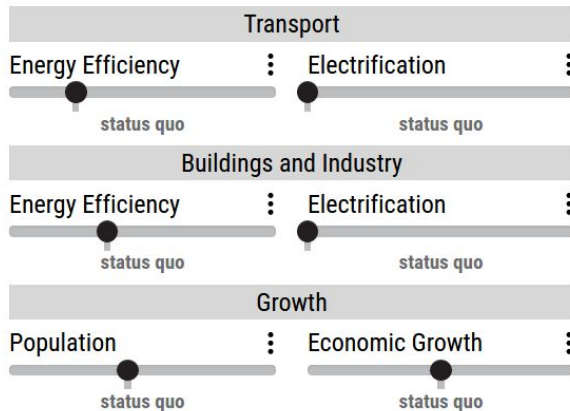 Transport
Energy Efficiency Electrification
status quo status quo
Buildings and Industry
Energy Efficiency Electrification
status quo status quo
Growth
Population Economic Growth
status quo status quo